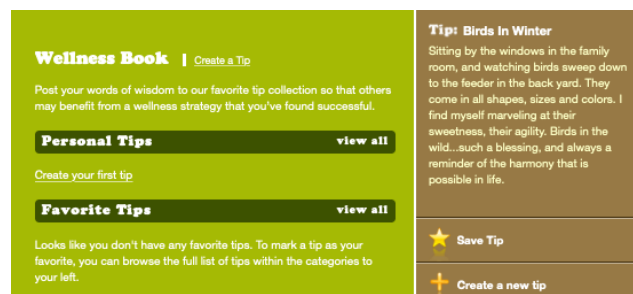 Wellness Book | Create a Tip
Post your words of wisdom to our favorite tip collection so that others
may benefit from a wellness strategy that you've found successful.
Personal Tips view all
Create your first tip
Favorite Tips view all
Looks like you don't have any favorite tips. To mark a tip as your
favorite, you can browse the full list of tips within the categories to
your left.
Tip: Birds In Winter
Sitting by the windows in the family
room, and watching birds sweep down
to the feeder in the back yard. They
come in all shapes, sizes and colors. I
find myself marveling at their
sweetness, their agility. Birds in the
wild...such a blessing, and always a
reminder of the harmony that is
possible in life.
Save Tip
Create a new tip